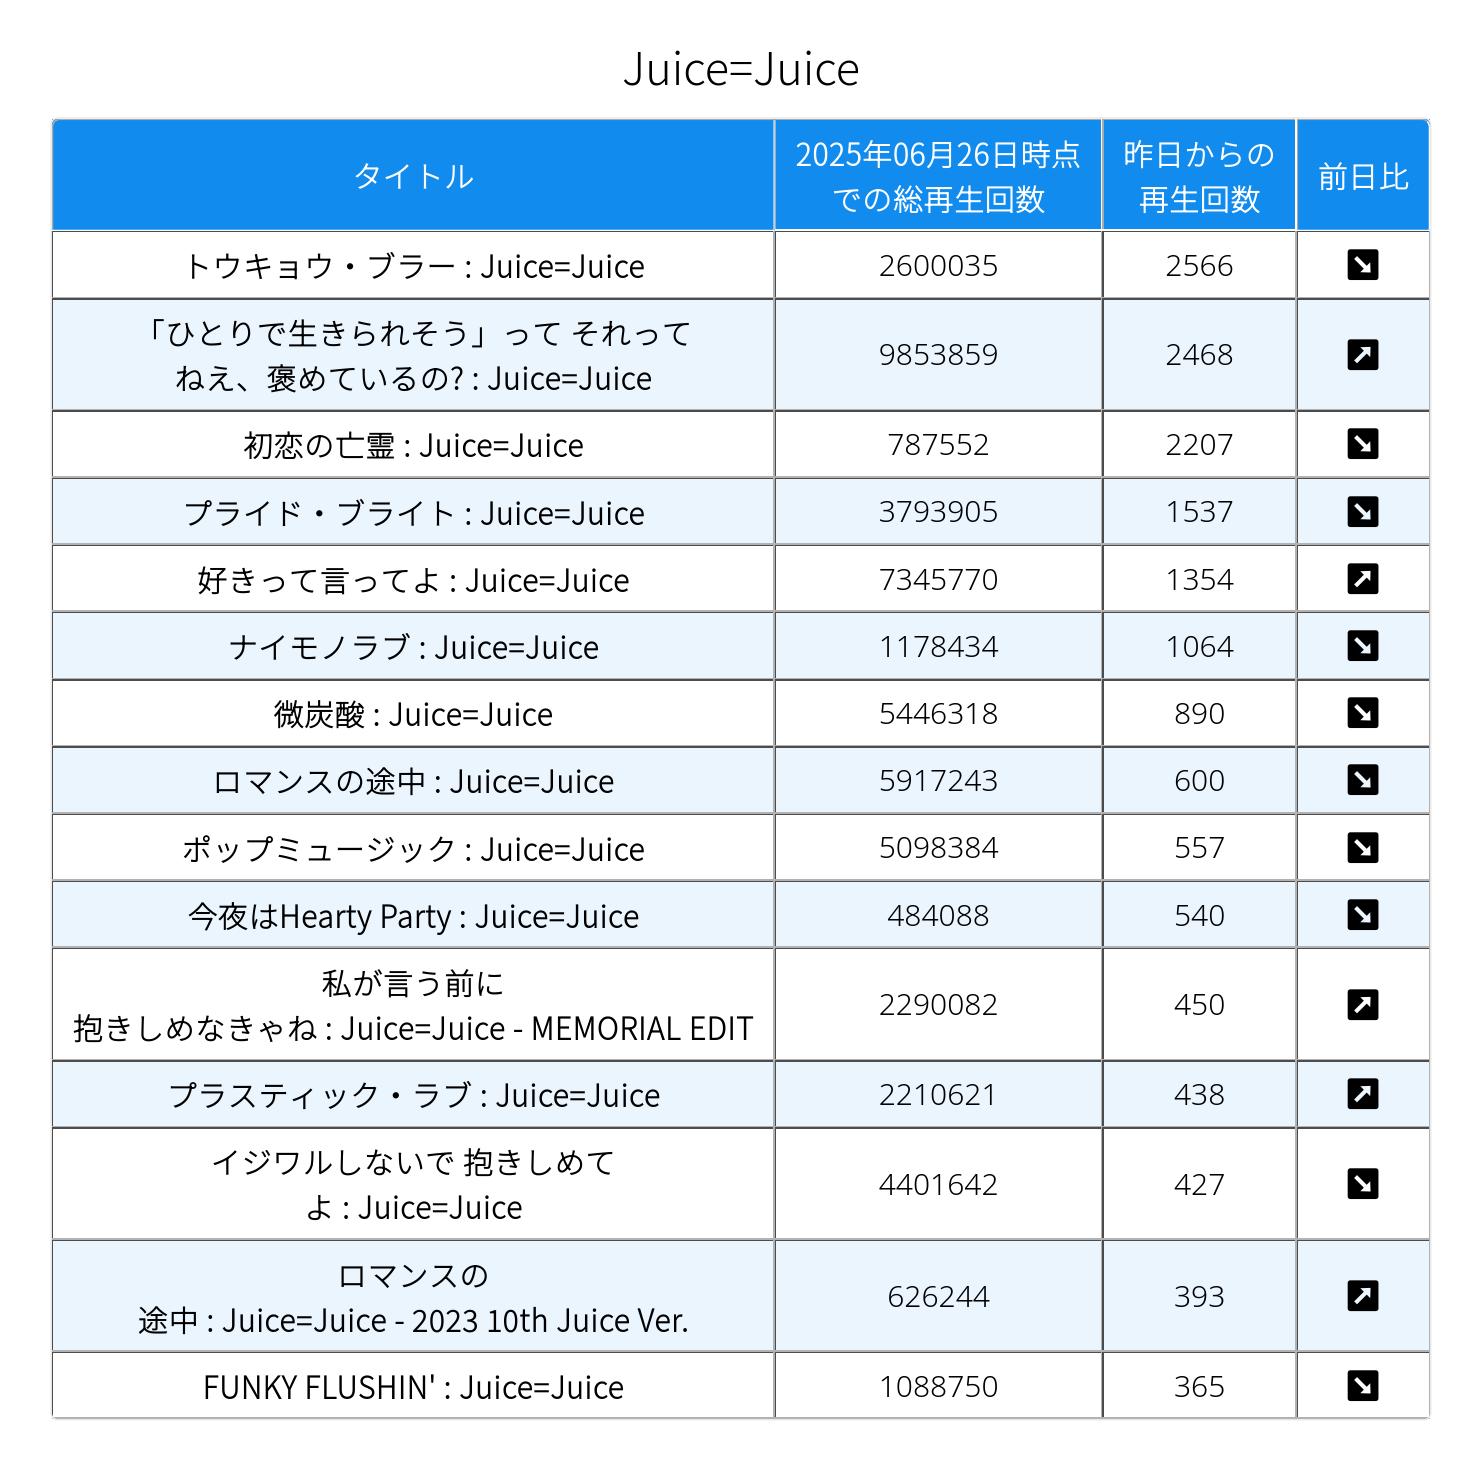 Juice=Juice
タイトル
2025年06月26日時点
での総再生回数
昨日からの
再生回数
前日比
トウキョウ・ブラー : Juice=Juice
2600035
2566
「ひとりで生きられそう」って それって
ねえ、褒めているの? : Juice=Juice
9853859
2468
初恋の亡霊 : Juice=Juice
787552
2207
プライド・ブライト : Juice=Juice
3793905
1537
好きって言ってよ : Juice=Juice
7345770
1354
ナイモノラブ : Juice=Juice
1178434
1064
微炭酸 : Juice=Juice
5446318
890
ロマンスの途中 : Juice=Juice
5917243
600
ポップミュージック : Juice=Juice
5098384
557
今夜はHearty Party : Juice=Juice
484088
540
私が言う前に
抱きしめなきゃね : Juice=Juice - MEMORIAL EDIT
2290082
450
プラスティック・ラブ : Juice=Juice
2210621
438
イジワルしないで 抱きしめて
よ : Juice=Juice
4401642
427
ロマンスの
途中 : Juice=Juice - 2023 10th Juice Ver.
626244
393
FUNKY FLUSHIN' : Juice=Juice
1088750
365